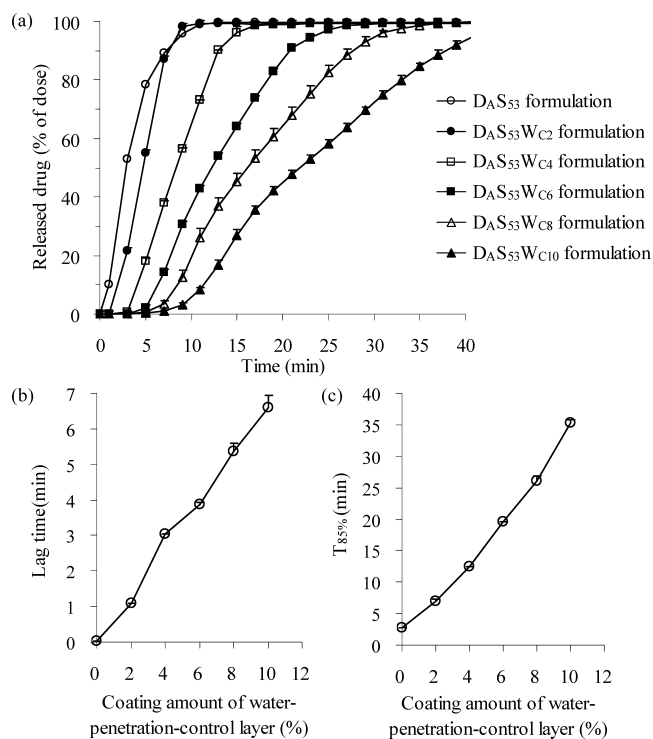 (a)
Released drug (% of dose)
100
80
60
40
20
0
0 5 10 15 20 25 30 35 40
Time (min)
DAS53 formulation
DAS53WC2 formulation
DAS53WC4 formulation
DAS53WC6 formulation
DAS53WC8 formulation
DAS53WC10 formulation
(b)
Lag time(min)
7
6
5
4
3
2
1
0
0 2 4 6 8 10 12
Coating amount of water-
penetration-control layer (%)
(c)
T85% (min)
40
35
30
25
20
15
10
5
0
0 2 4 6 8 10 12
Coating amount of water-
penetration-control layer (%)